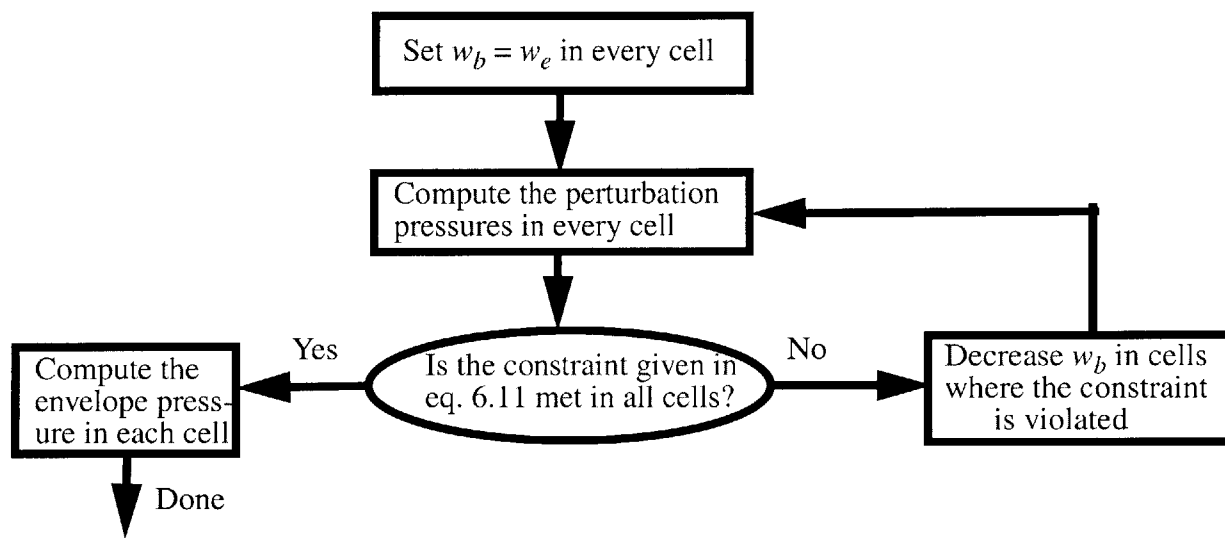 Set w_b = w_e in every cell
Compute the perturbation
pressures in every cell
Yes
Is the constraint given in
eq. 6.11 met in all cells?
No
Compute the
envelope press-
ure in each cell
Decrease w_b in cells
where the constraint
is violated
Done